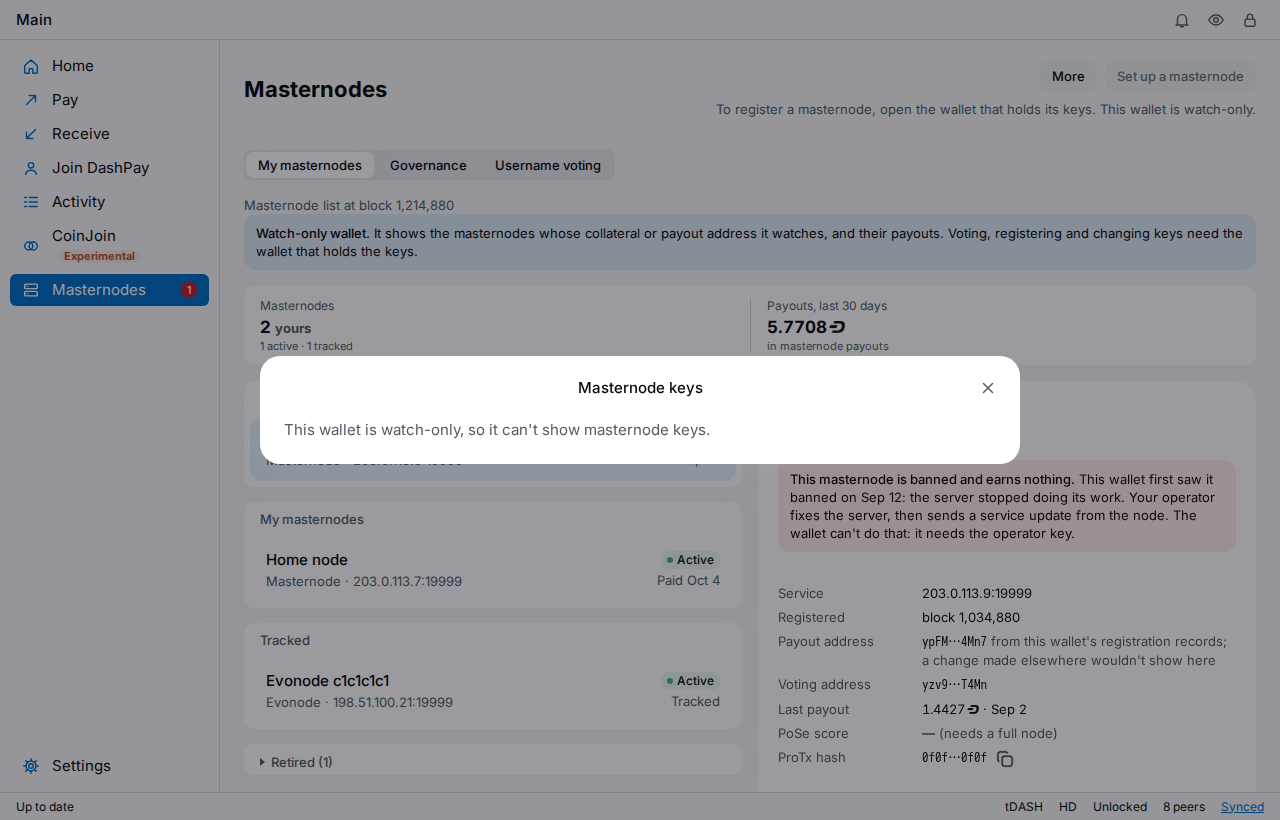 Main
Home
Pay
Receive
Join DashPay
Activity
CoinJoin
Experimental
Masternodes 1
Settings
Masternodes
More
Set up a masternode
To register a masternode, open the wallet that holds its keys. This wallet is watch-only.
My masternodes Governance Username voting
Masternode list at block 1,214,880
Watch-only wallet. It shows the masternodes whose collateral or payout address it watches, and their payouts. Voting, registering and changing keys need the
wallet that holds the keys.
Masternodes
2 yours
1 active · 1 tracked
Payouts, last 30 days
5.7708
in masternode payouts
Masternode keys
This wallet is watch-only, so it can't show masternode keys.
My masternodes
Home node Active
Masternode · 203.0.113.7:19999 Paid Oct 4
Tracked
Evonode c1c1c1c1 Active
Evonode · 198.51.100.21:19999 Tracked
Retired (1)
This masternode is banned and earns nothing. This wallet first saw it
banned on Sep 12: the server stopped doing its work. Your operator
fixes the server, then sends a service update from the node. The
wallet can't do that: it needs the operator key.
Service 203.0.113.9:19999
Registered block 1,034,880
Payout address ypFM···4Mn7 from this wallet's registration records;
a change made elsewhere wouldn't show here
Voting address yzv9···T4Mn
Last payout 1.4427 · Sep 2
PoSe score — (needs a full node)
ProTx hash 0f0f···0f0f
Up to date
tDASH HD Unlocked 8 peers Synced